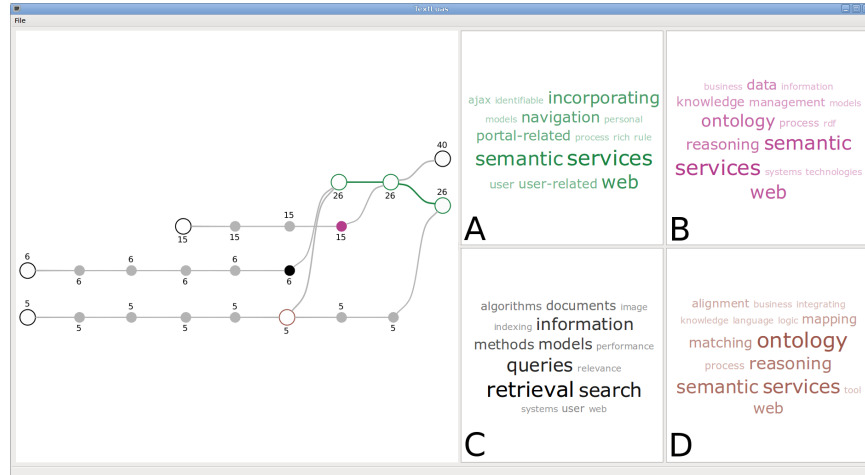 TextLuas
File
40
26
26
26
15
15
15
15
6
6
6
6
6
6
5
5
5
5
5
5
5
5
ajax identifiable incorporating
models navigation personal
portal-related process rich rule
semantic services
user user-related web
A
business data information
knowledge management models
ontology process rdf
reasoning semantic
services systems technologies
web
B
algorithms documents image
indexing information
methods models performance
queries relevance
retrieval search
systems user web
C
alignment business integrating
knowledge language logic mapping
matching ontology
process reasoning
semantic services tool
web
D